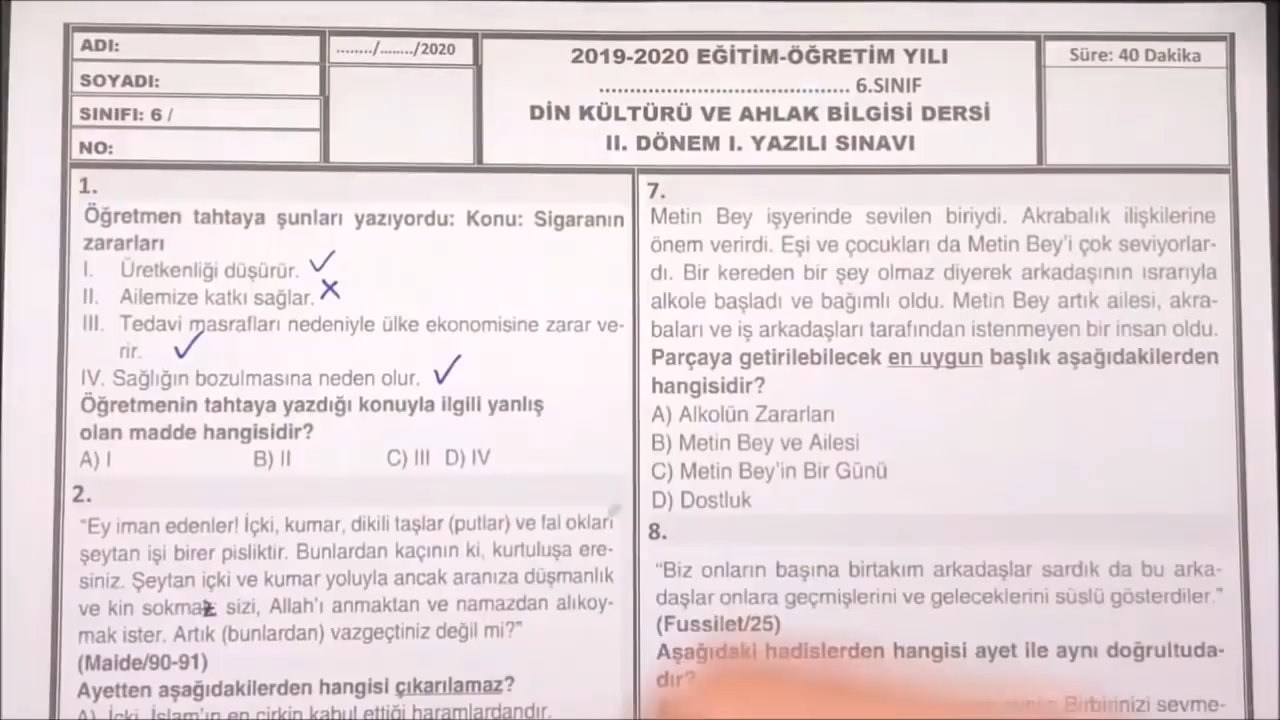 ADI:
SOYADI:
SINIFI: 6 /
NO:
......../......../2020
2019-2020 EĞİTİM-ÖĞRETİM YILI
........................................ 6.SINIF
DİN KÜLTÜRÜ VE AHLAK BİLGİSİ DERSİ
II. DÖNEM I. YAZILI SINAVI
Süre: 40 Dakika
1.
Öğretmen tahtaya şunları yazıyordu: Konu: Sigaranın
zararları
I. Üretkenliği düşürür. ✓
II. Ailemize katkı sağlar. ✗
III. Tedavi masrafları nedeniyle ülke ekonomisine zarar ve-
rir. ✓
IV. Sağlığın bozulmasına neden olur. ✓
Öğretmenin tahtaya yazdığı konuyla ilgili yanlış
olan madde hangisidir?
A) I B) II C) III D) IV
2.
“Ey iman edenler! İçki, kumar, dikili taşlar (putlar) ve fal okları
şeytan işi birer pisliktir. Bunlardan kaçının ki, kurtuluşa ere-
siniz. Şeytan içki ve kumar yoluyla ancak aranıza düşmanlık
ve kin sokmak sizi, Allah’ı anmaktan ve namazdan alıkoy-
mak ister. Artık (bunlardan) vazgeçtiniz değil mi?”
(Maide/90-91)
Ayetten aşağıdakilerden hangisi çıkarılamaz?
A) İçki, İslam’ın en çirkin kabul ettiği haramlardandır.
7.
Metin Bey işyerinde sevilen biriydi. Akrabalık ilişkilerine
önem verirdi. Eşi ve çocukları da Metin Bey’i çok seviyorlar-
dı. Bir kereden bir şey olmaz diyerek arkadaşının ısrarıyla
alkole başladı ve bağımlı oldu. Metin Bey artık ailesi, akra-
baları ve iş arkadaşları tarafından istenmeyen bir insan oldu.
Parçaya getirilebilecek en uygun başlık aşağıdakilerden
hangisidir?
A) Alkolün Zararları
B) Metin Bey ve Ailesi
C) Metin Bey’in Bir Günü
D) Dostluk
8.
“Biz onların başına birtakım arkadaşlar sardık da bu arka-
daşlar onlara geçmişlerini ve geleceklerini süslü gösterdiler.”
(Fussilet/25)
Aşağıdaki hadislerden hangisi ayet ile aynı doğrultuda-
dır?
Birbirinizi sevme-